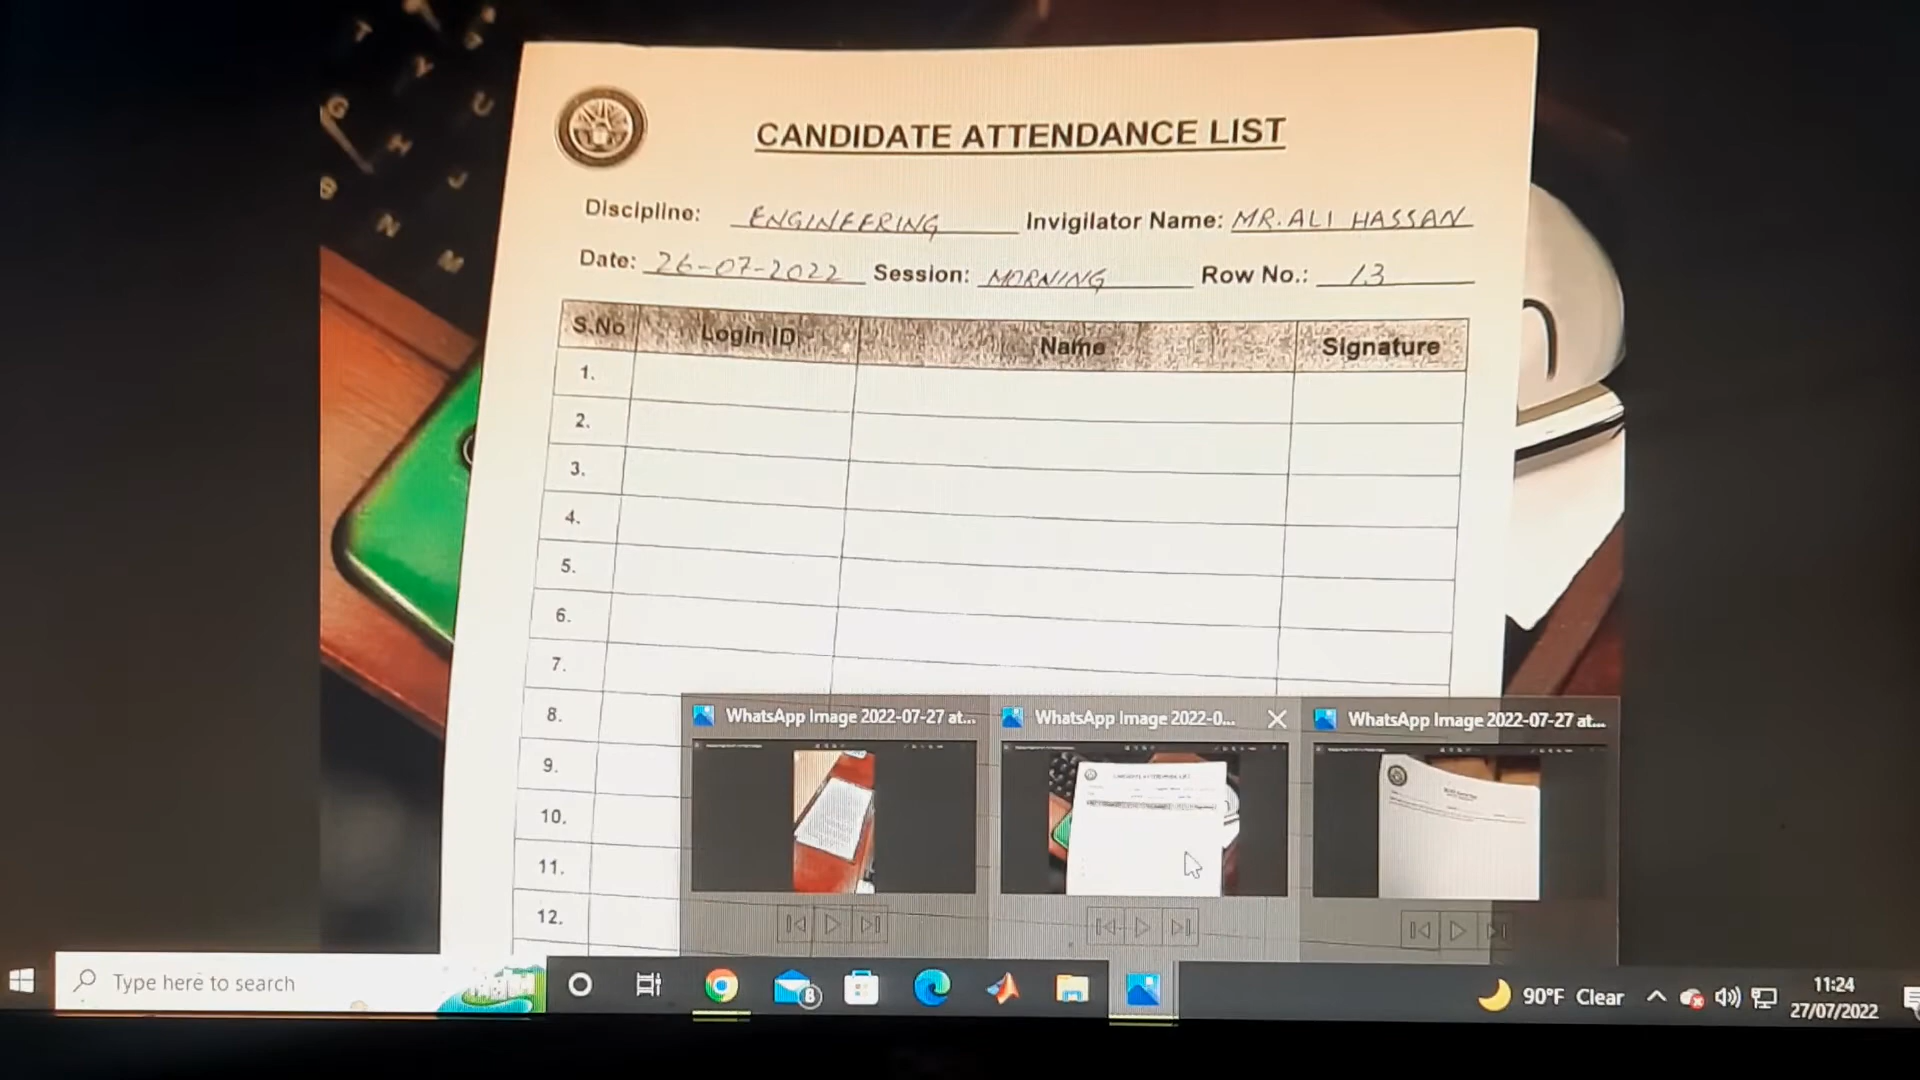 CANDIDATE ATTENDANCE LIST
Discipline: ENGINEERING Invigilator Name: MR. ALI HASSAN
Date: 26-07-2022 Session: MORNING Row No.: 13
S.No Login ID Name Signature
1.
2.
3.
4.
5.
6.
7.
8.
9.
10.
11.
12.
WhatsApp Image 2022-07-27 at... WhatsApp Image 2022-0... WhatsApp Image 2022-07-27 at...
Type here to search
8
90°F Clear
11:24
27/07/2022
T
Y
G
U
H
J
B
N
M